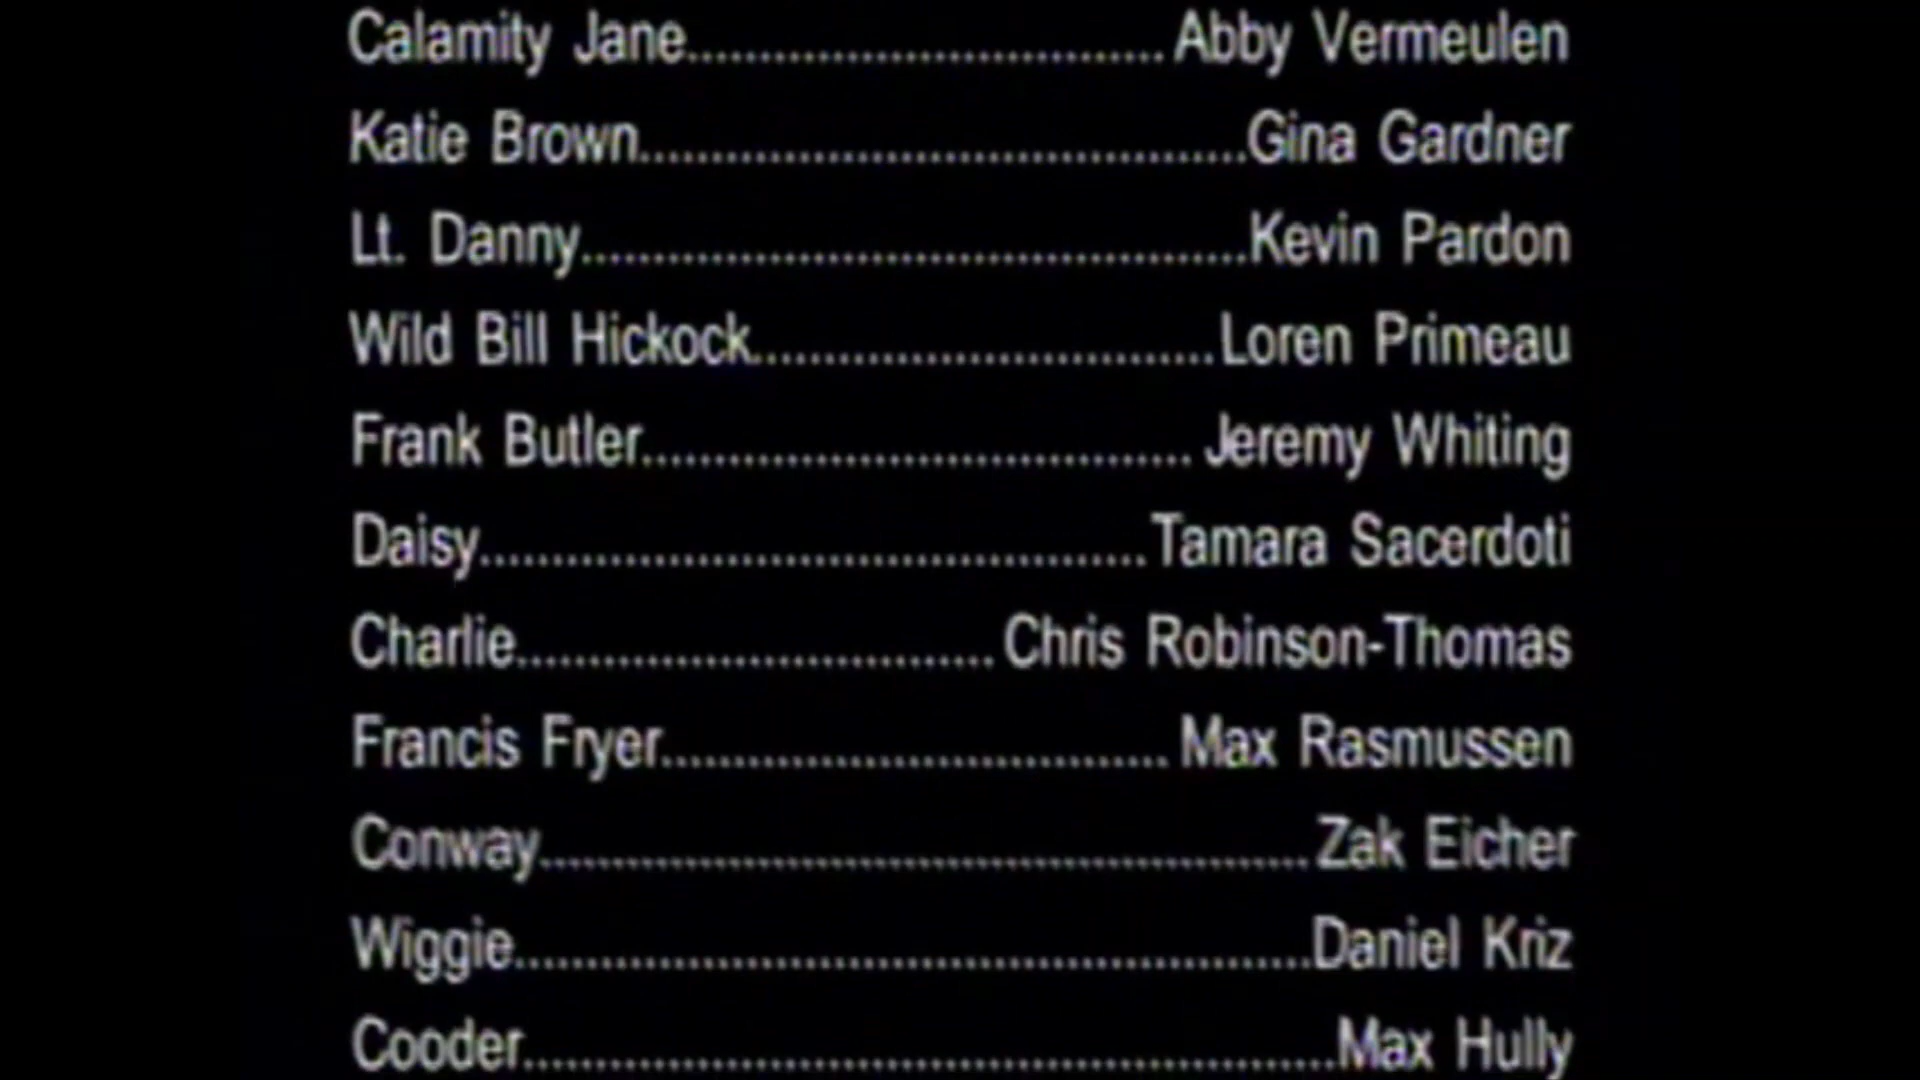 Calamity Jane.................................Abby Vermeulen
Katie Brown..........................................Gina Gardner
Lt. Danny..............................................Kevin Pardon
Wild Bill Hickock................................Loren Primeau
Frank Butler......................................Jeremy Whiting
Daisy..............................................Tamara Sacerdoti
Charlie.................................Chris Robinson-Thomas
Francis Fryer...................................Max Rasmussen
Conway.....................................................Zak Eicher
Wiggie.......................................................Daniel Kriz
Cooder........................................................Max Hully